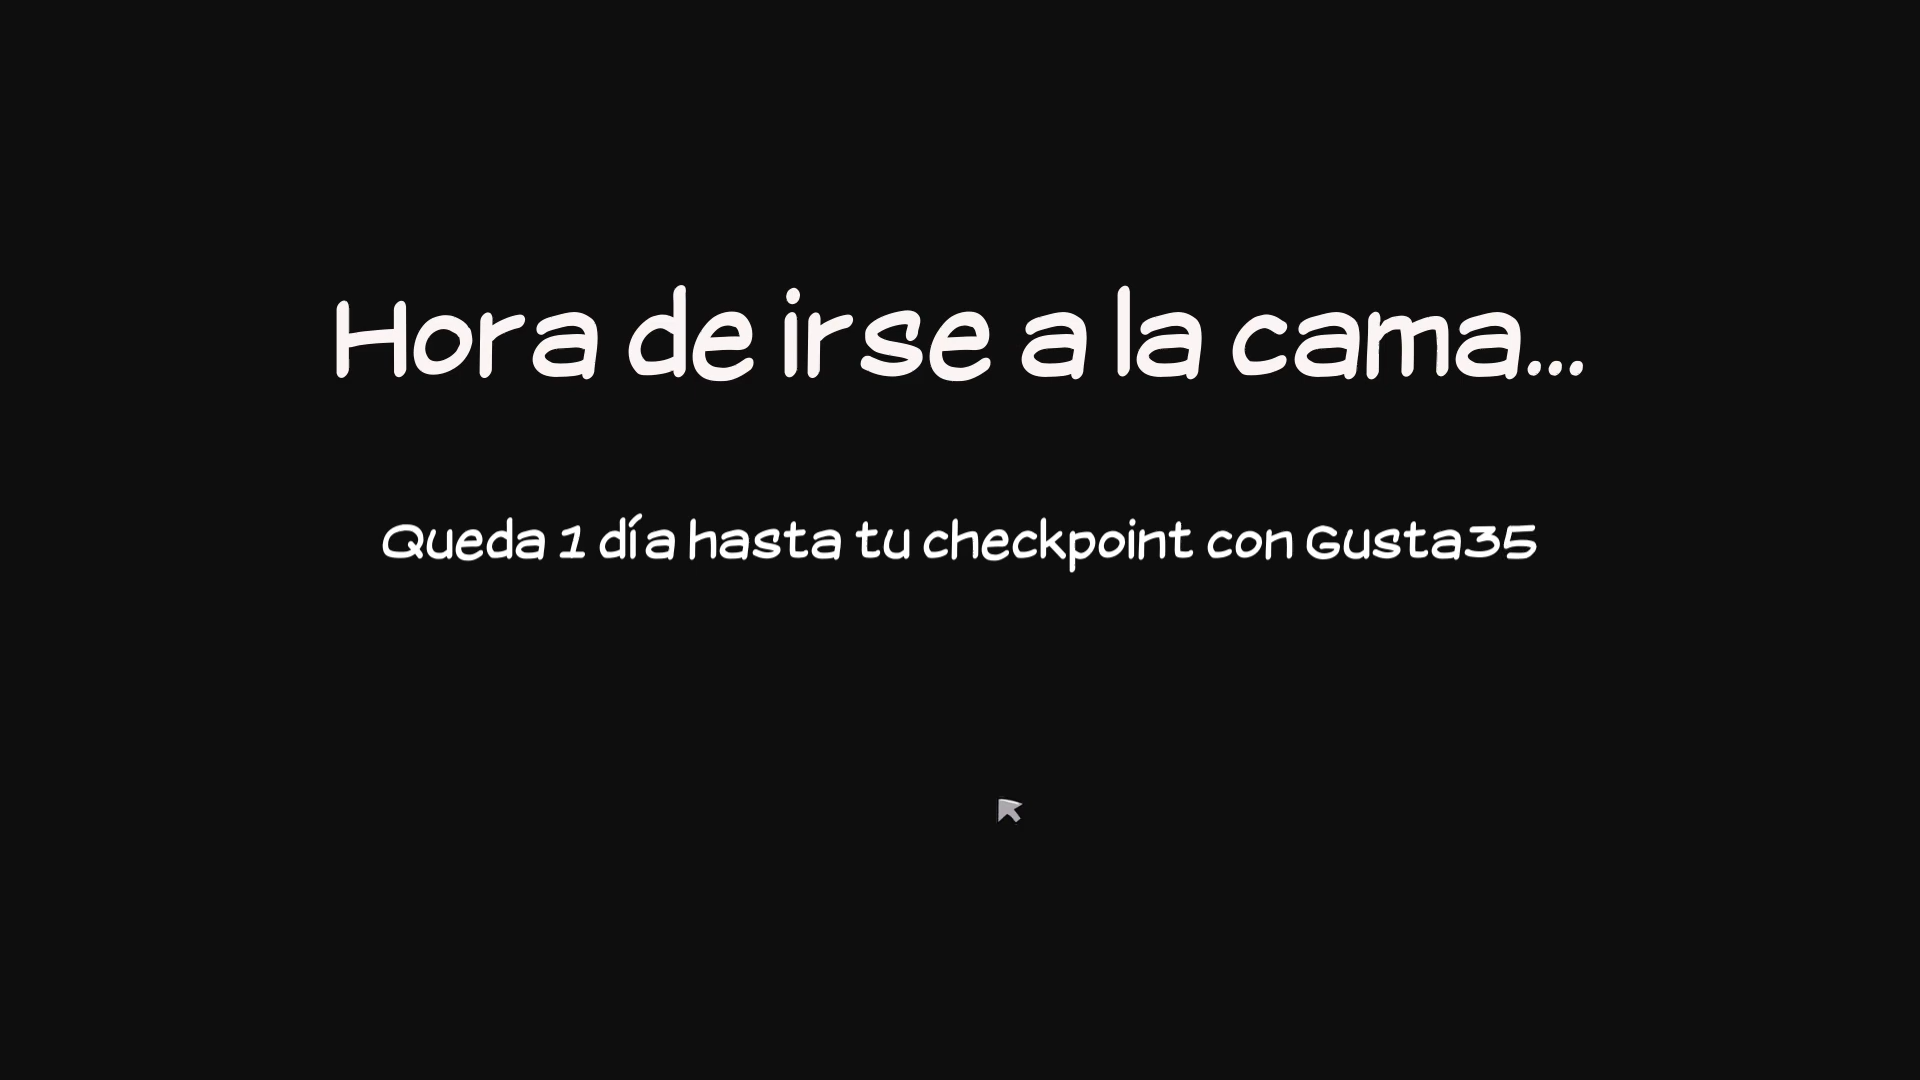 Hora de irse a la cama...
Queda 1 día hasta tu checkpoint con Gusta35